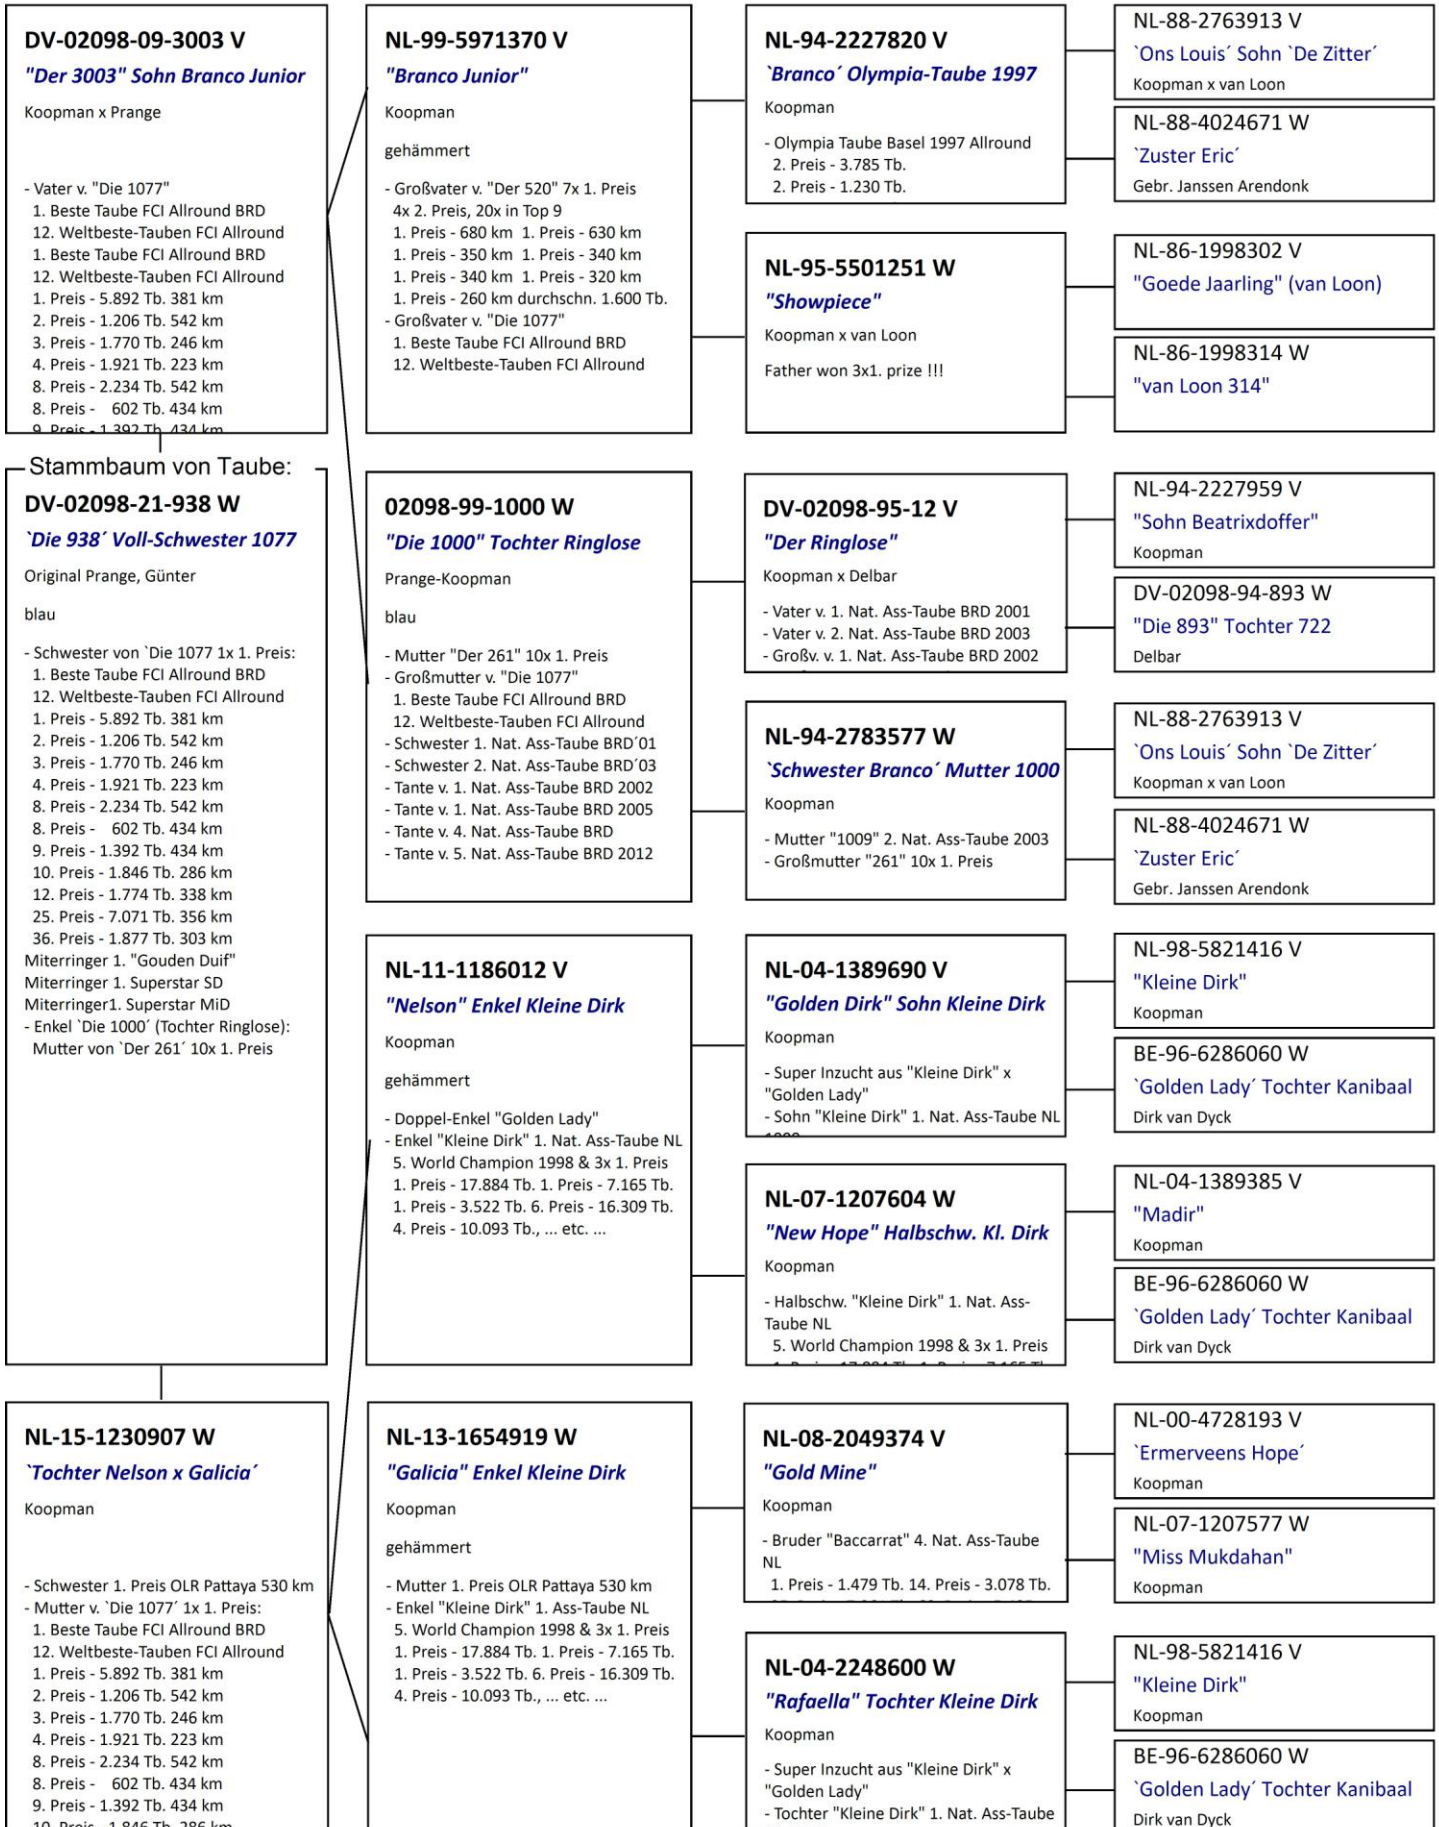 DV-02098-09-3003 V
"Der 3003" Sohn Branco Junior
Koopman x Prange
- Vater v. "Die 1077"
1. Beste Taube FCI Allround BRD
12. Weltbeste-Tauben FCI Allround
1. Beste Taube FCI Allround BRD
12. Weltbeste-Tauben FCI Allround
1. Preis - 5.892 Tb. 381 km
2. Preis - 1.206 Tb. 542 km
3. Preis - 1.770 Tb. 246 km
4. Preis - 1.921 Tb. 223 km
8. Preis - 2.234 Tb. 542 km
8. Preis - 602 Tb. 434 km
9. Preis - 1.392 Tb. 434 km
Stammbaum von Taube:
DV-02098-21-938 W
`Die 938´ Voll-Schwester 1077
Original Prange, Günter
blau
- Schwester von `Die 1077 1x 1. Preis:
1. Beste Taube FCI Allround BRD
12. Weltbeste-Tauben FCI Allround
1. Preis - 5.892 Tb. 381 km
2. Preis - 1.206 Tb. 542 km
3. Preis - 1.770 Tb. 246 km
4. Preis - 1.921 Tb. 223 km
8. Preis - 2.234 Tb. 542 km
8. Preis - 602 Tb. 434 km
9. Preis - 1.392 Tb. 434 km
10. Preis - 1.846 Tb. 286 km
12. Preis - 1.774 Tb. 338 km
25. Preis - 7.071 Tb. 356 km
36. Preis - 1.877 Tb. 303 km
Miterringer 1. "Gouden Duif"
Miterringer 1. Superstar SD
Miterringer1. Superstar MiD
- Enkel `Die 1000´ (Tochter Ringlose):
Mutter von `Der 261´ 10x 1. Preis
NL-15-1230907 W
`Tochter Nelson x Galicia´
Koopman
- Schwester 1. Preis OLR Pattaya 530 km
- Mutter v. `Die 1077´ 1x 1. Preis:
1. Beste Taube FCI Allround BRD
12. Weltbeste-Tauben FCI Allround
1. Preis - 5.892 Tb. 381 km
2. Preis - 1.206 Tb. 542 km
3. Preis - 1.770 Tb. 246 km
4. Preis - 1.921 Tb. 223 km
8. Preis - 2.234 Tb. 542 km
8. Preis - 602 Tb. 434 km
9. Preis - 1.392 Tb. 434 km
10. Preis - 1.846 Tb. 286 km
NL-99-5971370 V
"Branco Junior"
Koopman
gehämmert
- Großvater v. "Der 520" 7x 1. Preis
4x 2. Preis, 20x in Top 9
1. Preis - 680 km 1. Preis - 630 km
1. Preis - 350 km 1. Preis - 340 km
1. Preis - 340 km 1. Preis - 320 km
1. Preis - 260 km durchschn. 1.600 Tb.
- Großvater v. "Die 1077"
1. Beste Taube FCI Allround BRD
12. Weltbeste-Tauben FCI Allround
02098-99-1000 W
"Die 1000" Tochter Ringlose
Prange-Koopman
blau
- Mutter "Der 261" 10x 1. Preis
- Großmutter v. "Die 1077"
1. Beste Taube FCI Allround BRD
12. Weltbeste-Tauben FCI Allround
- Schwester 1. Nat. Ass-Taube BRD´01
- Schwester 2. Nat. Ass-Taube BRD´03
- Tante v. 1. Nat. Ass-Taube BRD 2002
- Tante v. 1. Nat. Ass-Taube BRD 2005
- Tante v. 4. Nat. Ass-Taube BRD
- Tante v. 5. Nat. Ass-Taube BRD 2012
NL-11-1186012 V
"Nelson" Enkel Kleine Dirk
Koopman
gehämmert
- Doppel-Enkel "Golden Lady"
- Enkel "Kleine Dirk" 1. Nat. Ass-Taube NL
5. World Champion 1998 & 3x 1. Preis
1. Preis - 17.884 Tb. 1. Preis - 7.165 Tb.
1. Preis - 3.522 Tb. 6. Preis - 16.309 Tb.
4. Preis - 10.093 Tb., ... etc. ...
NL-13-1654919 W
"Galicia" Enkel Kleine Dirk
Koopman
gehämmert
- Mutter 1. Preis OLR Pattaya 530 km
- Enkel "Kleine Dirk" 1. Ass-Taube NL
5. World Champion 1998 & 3x 1. Preis
1. Preis - 17.884 Tb. 1. Preis - 7.165 Tb.
1. Preis - 3.522 Tb. 6. Preis - 16.309 Tb.
4. Preis - 10.093 Tb., ... etc. ...
NL-94-2227820 V
`Branco´ Olympia-Taube 1997
Koopman
- Olympia Taube Basel 1997 Allround
2. Preis - 3.785 Tb.
2. Preis - 1.230 Tb.
NL-95-5501251 W
"Showpiece"
Koopman x van Loon
Father won 3x1. prize !!!
DV-02098-95-12 V
"Der Ringlose"
Koopman x Delbar
- Vater v. 1. Nat. Ass-Taube BRD 2001
- Vater v. 2. Nat. Ass-Taube BRD 2003
- Großv. v. 1. Nat. Ass-Taube BRD 2002
NL-94-2783577 W
`Schwester Branco´ Mutter 1000
Koopman
- Mutter "1009" 2. Nat. Ass-Taube 2003
- Großmutter "261" 10x 1. Preis
NL-04-1389690 V
"Golden Dirk" Sohn Kleine Dirk
Koopman
- Super Inzucht aus "Kleine Dirk" x
"Golden Lady"
- Sohn "Kleine Dirk" 1. Nat. Ass-Taube NL
NL-07-1207604 W
"New Hope" Halbschw. Kl. Dirk
Koopman
- Halbschw. "Kleine Dirk" 1. Nat. Ass-
Taube NL
5. World Champion 1998 & 3x 1. Preis
NL-08-2049374 V
"Gold Mine"
Koopman
- Bruder "Baccarrat" 4. Nat. Ass-Taube
NL
1. Preis - 1.479 Tb. 14. Preis - 3.078 Tb.
NL-04-2248600 W
"Rafaella" Tochter Kleine Dirk
Koopman
- Super Inzucht aus "Kleine Dirk" x
"Golden Lady"
- Tochter "Kleine Dirk" 1. Nat. Ass-Taube
NL-88-2763913 V
`Ons Louis´ Sohn `De Zitter´
Koopman x van Loon
NL-88-4024671 W
`Zuster Eric´
Gebr. Janssen Arendonk
NL-86-1998302 V
"Goede Jaarling" (van Loon)
NL-86-1998314 W
"van Loon 314"
NL-94-2227959 V
"Sohn Beatrixdoffer"
Koopman
DV-02098-94-893 W
"Die 893" Tochter 722
Delbar
NL-88-2763913 V
`Ons Louis´ Sohn `De Zitter´
Koopman x van Loon
NL-88-4024671 W
`Zuster Eric´
Gebr. Janssen Arendonk
NL-98-5821416 V
"Kleine Dirk"
Koopman
BE-96-6286060 W
`Golden Lady´ Tochter Kanibaal
Dirk van Dyck
NL-04-1389385 V
"Madir"
Koopman
BE-96-6286060 W
`Golden Lady´ Tochter Kanibaal
Dirk van Dyck
NL-00-4728193 V
`Ermerveens Hope´
Koopman
NL-07-1207577 W
"Miss Mukdahan"
Koopman
NL-98-5821416 V
"Kleine Dirk"
Koopman
BE-96-6286060 W
`Golden Lady´ Tochter Kanibaal
Dirk van Dyck